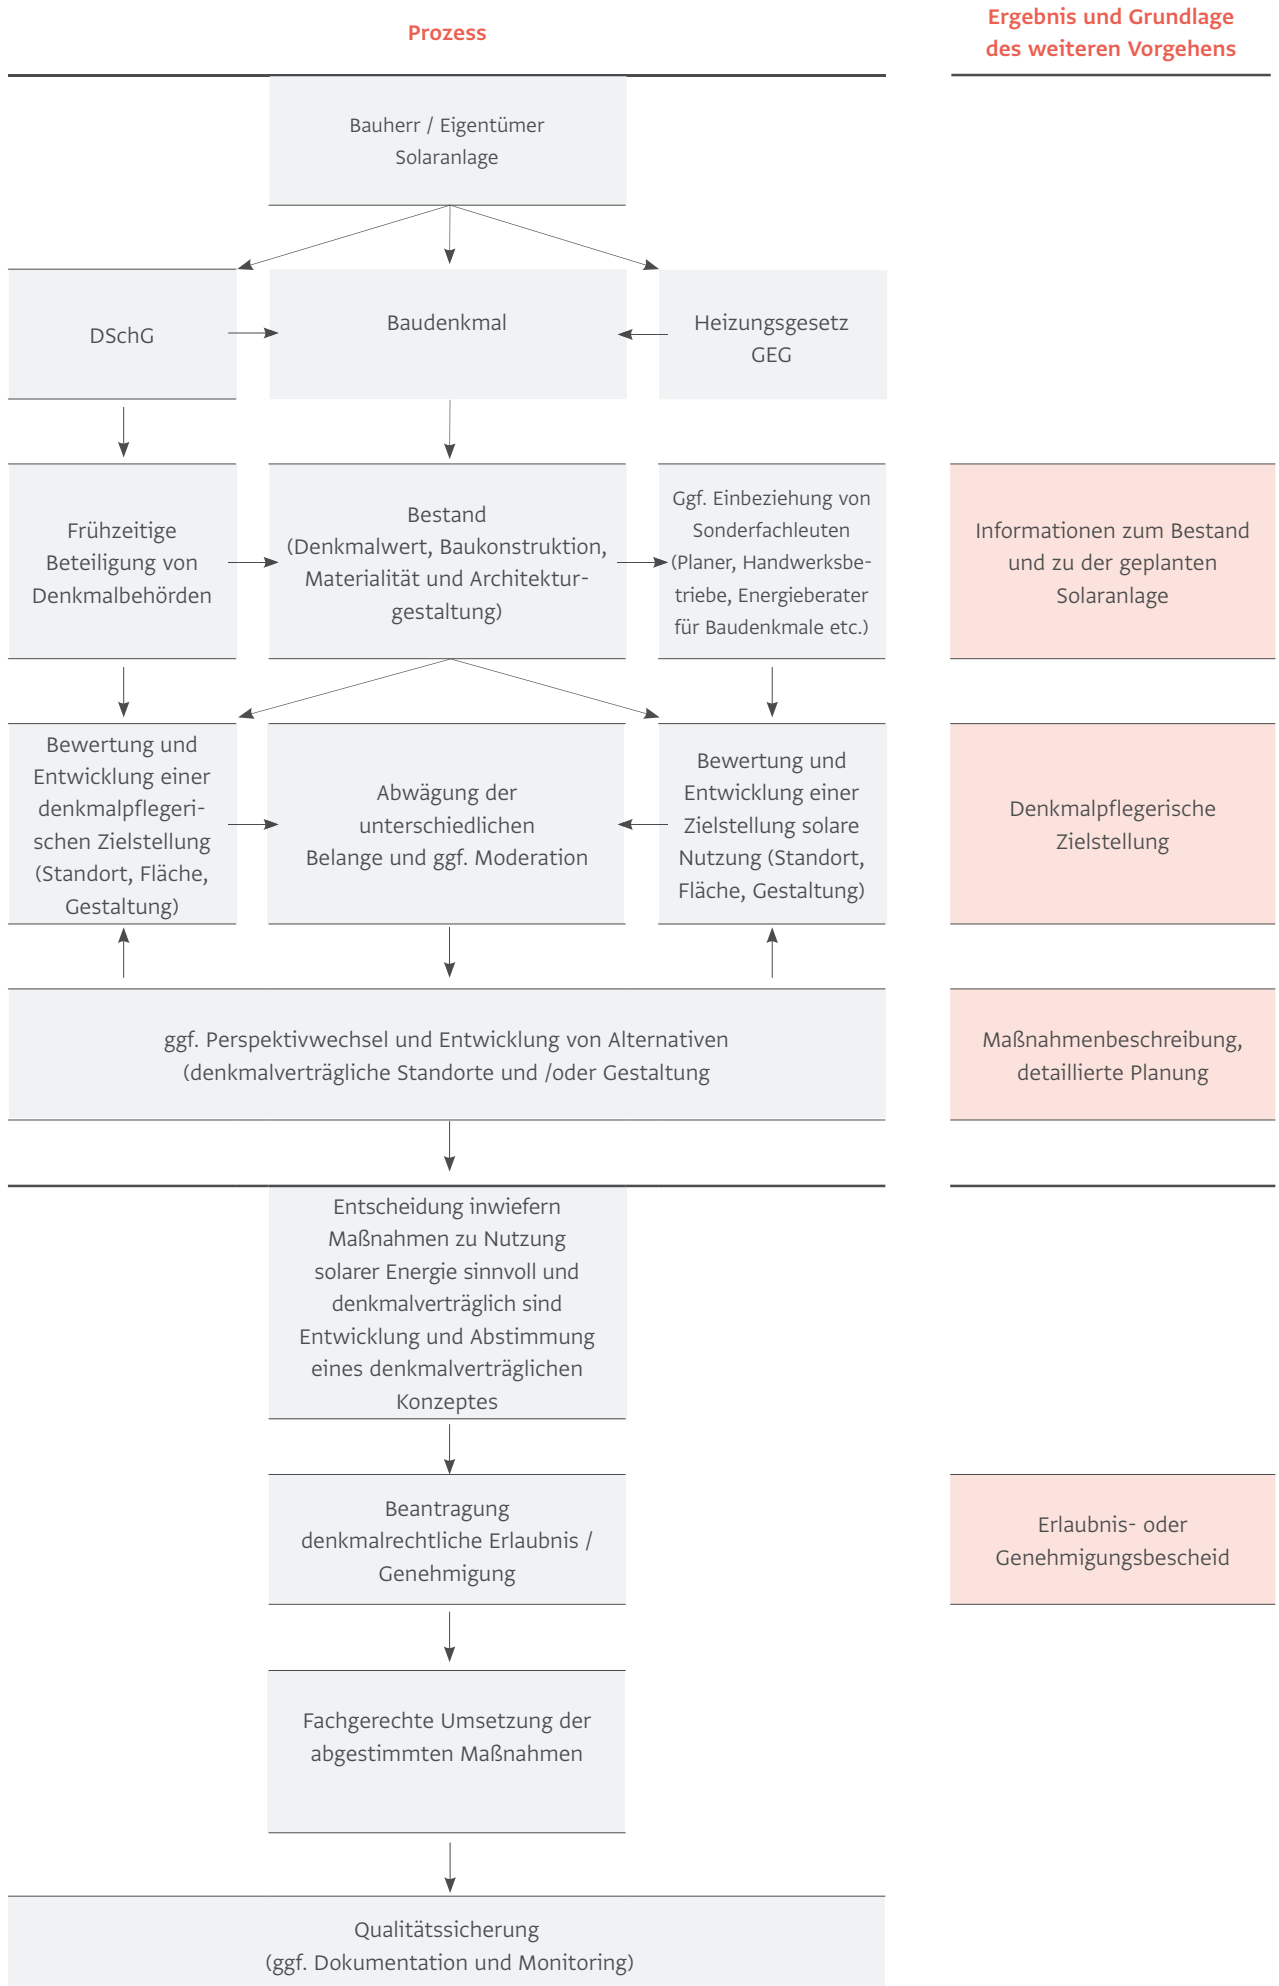 Prozess
Ergebnis und Grundlage
des weiteren Vorgehens
Bauherr / Eigentümer
Solaranlage
DSchG
Baudenkmal
Heizungsgesetz
GEG
Frühzeitige
Beteiligung von
Denkmalbehörden
Bestand
(Denkmalwert, Baukonstruktion,
Materialität und Architektur-
gestaltung)
Ggf. Einbeziehung von
Sonderfachleuten
(Planer, Handwerksbe-
triebe, Energieberater
für Baudenkmale etc.)
Informationen zum Bestand
und zu der geplanten
Solaranlage
Bewertung und
Entwicklung einer
denkmalpflegeri-
schen Zielstellung
(Standort, Fläche,
Gestaltung)
Abwägung der
unterschiedlichen
Belange und ggf. Moderation
Bewertung und
Entwicklung einer
Zielstellung solare
Nutzung (Standort,
Fläche, Gestaltung)
Denkmalpflegerische
Zielstellung
ggf. Perspektivwechsel und Entwicklung von Alternativen
(denkmalverträgliche Standorte und /oder Gestaltung
Maßnahmenbeschreibung,
detaillierte Planung
Entscheidung inwiefern
Maßnahmen zu Nutzung
solarer Energie sinnvoll und
denkmalverträglich sind
Entwicklung und Abstimmung
eines denkmalverträglichen
Konzeptes
Beantragung
denkmalrechtliche Erlaubnis /
Genehmigung
Erlaubnis- oder
Genehmigungsbescheid
Fachgerechte Umsetzung der
abgestimmten Maßnahmen
Qualitätssicherung
(ggf. Dokumentation und Monitoring)